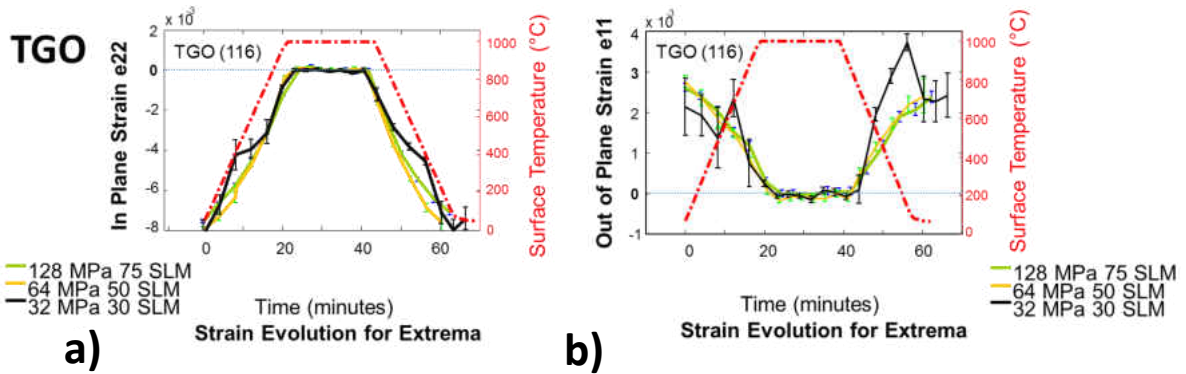 TGO
x 10³
TGO (116)
In Plane Strain e22
2
0
-2
-4
-6
-8
0
20
40
60
1000
800
600
400
200
0
Surface Temperature (°C)
128 MPa 75 SLM
64 MPa 50 SLM
32 MPa 30 SLM
Time (minutes)
Strain Evolution for Extrema
a)
x 10³
TGO (116)
Out of Plane Strain e11
4
3
2
1
0
-1
0
20
40
60
1000
800
600
400
200
0
Surface Temperature (°C)
128 MPa 75 SLM
64 MPa 50 SLM
32 MPa 30 SLM
Time (minutes)
Strain Evolution for Extrema
b)